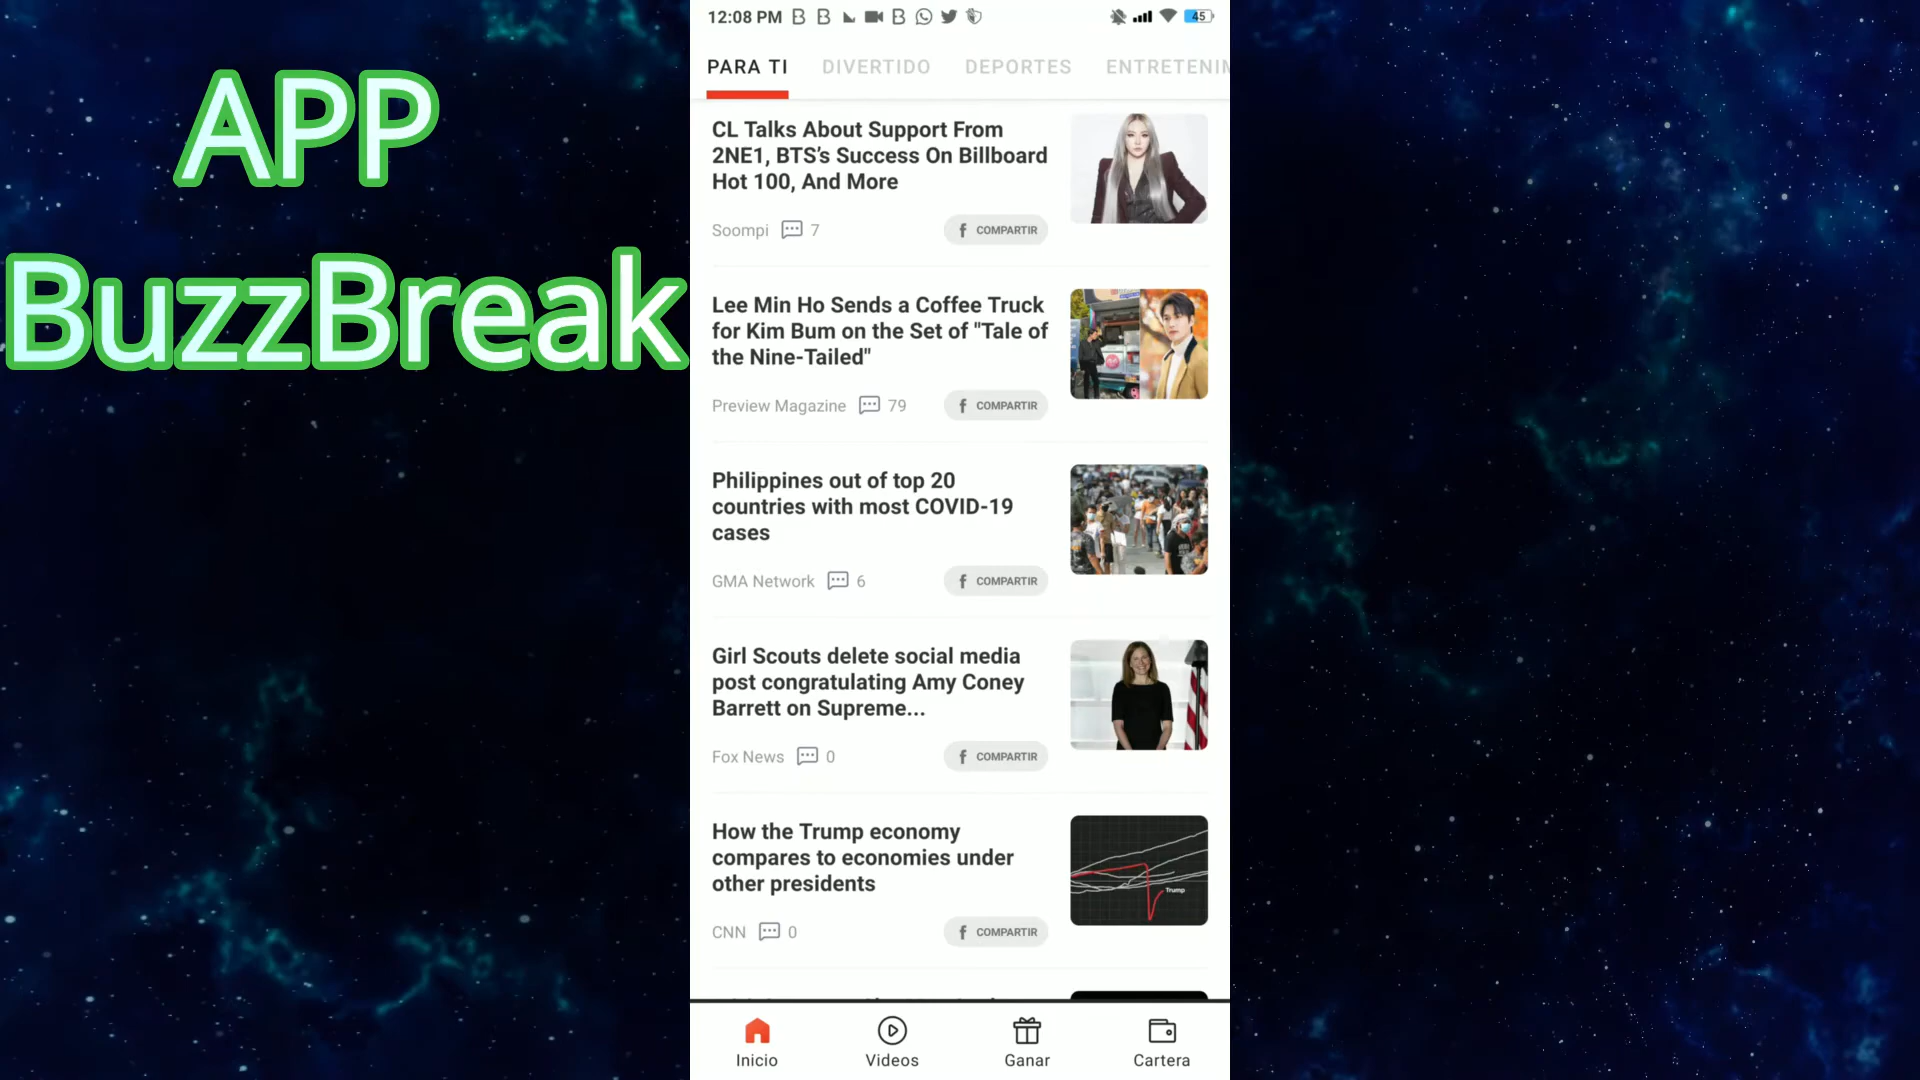 APP
BuzzBreak
12:08 PM
45
PARA TI DIVERTIDO DEPORTES
CL Talks About Support From
2NE1, BTS’s Success On Billboard
Hot 100, And More
Soompi 7 COMPARTIR
Lee Min Ho Sends a Coffee Truck
for Kim Bum on the Set of "Tale of
the Nine-Tailed"
Preview Magazine 79 COMPARTIR
Philippines out of top 20
countries with most COVID-19
cases
GMA Network 6 COMPARTIR
Girl Scouts delete social media
post congratulating Amy Coney
Barrett on Supreme...
Fox News 0 COMPARTIR
How the Trump economy
compares to economies under
other presidents
Trump
CNN 0 COMPARTIR
Inicio Videos Ganar Cartera